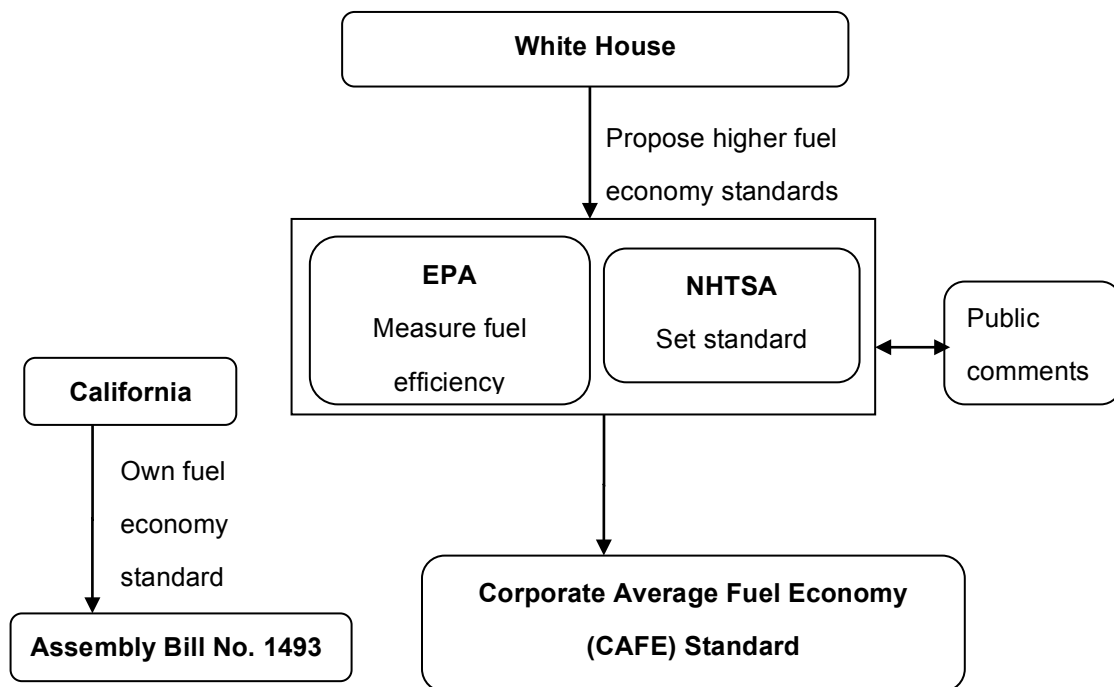 White House
Propose higher fuel
economy standards
EPA
Measure fuel
efficiency
NHTSA
Set standard
Public
comments
California
Own fuel
economy
standard
Assembly Bill No. 1493
Corporate Average Fuel Economy
(CAFE) Standard